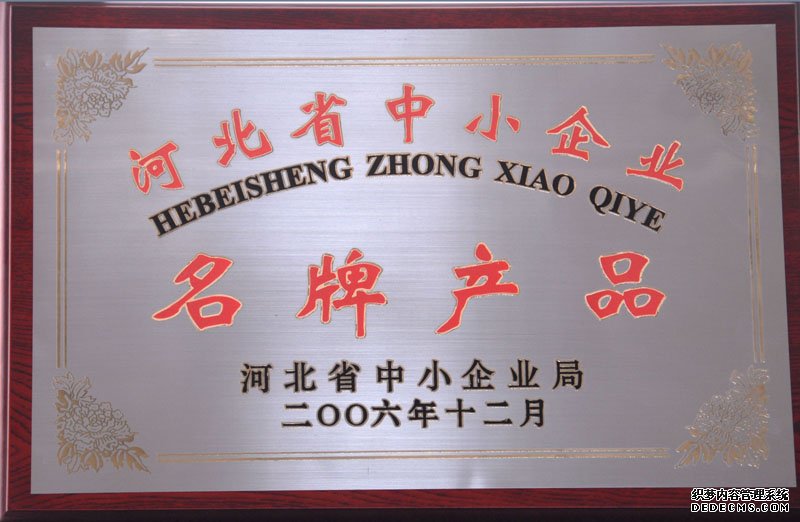 河北省中小企业
HEBEISHENG ZHONG XIAO QIYE
名牌产品
河北省中小企业局
二〇〇六年十二月
织梦内容管理系统
DEDECMS.COM